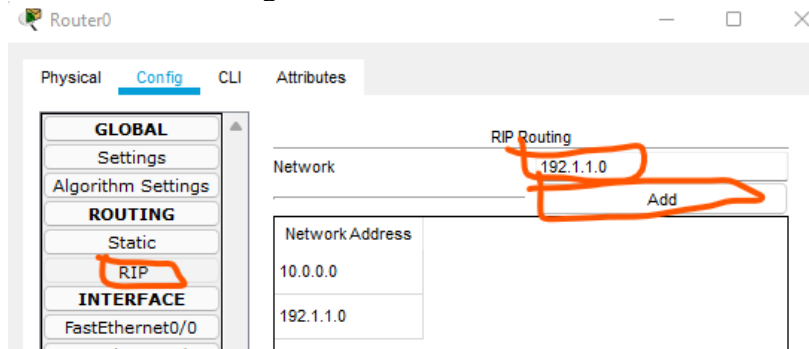 Router0
Physical Config CLI Attributes
GLOBAL
Settings
Algorithm Settings
ROUTING
Static
RIP
INTERFACE
FastEthernet0/0
RIP Routing
Network 192.1.1.0
Add
Network Address
10.0.0.0
192.1.1.0